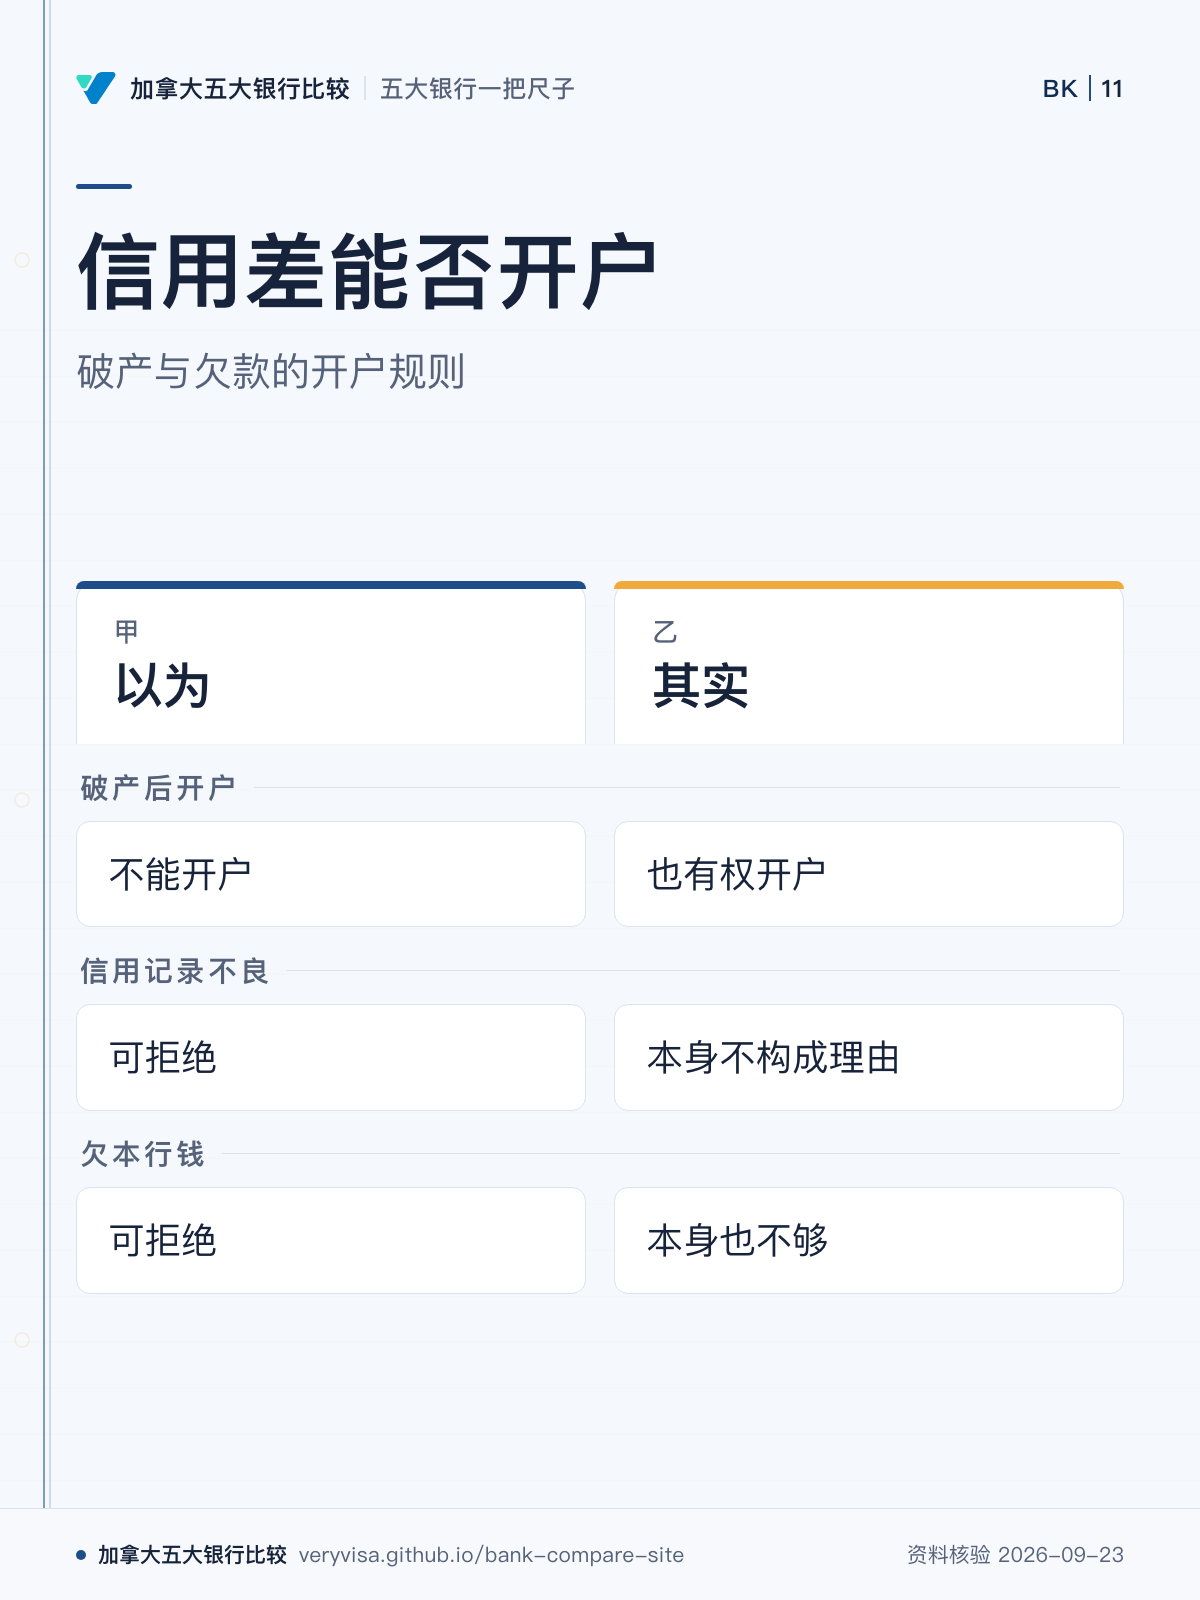 加拿大五大银行比较 五大银行一把尺子 BK 11
信用差能否开户
破产与欠款的开户规则
甲 乙
以为 其实
破产后开户
不能开户 也有权开户
信用记录不良
可拒绝 本身不构成理由
欠本行钱
可拒绝 本身也不够
加拿大五大银行比较 veryvisa.github.io/bank-compare-site 资料核验 2026-09-23